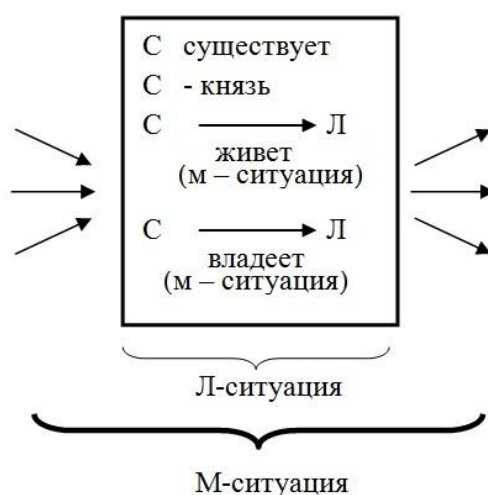 С существует
С - князь
С Л
живет
(м – ситуация)
С Л
владеет
(м – ситуация)
Л-ситуация
М-ситуация